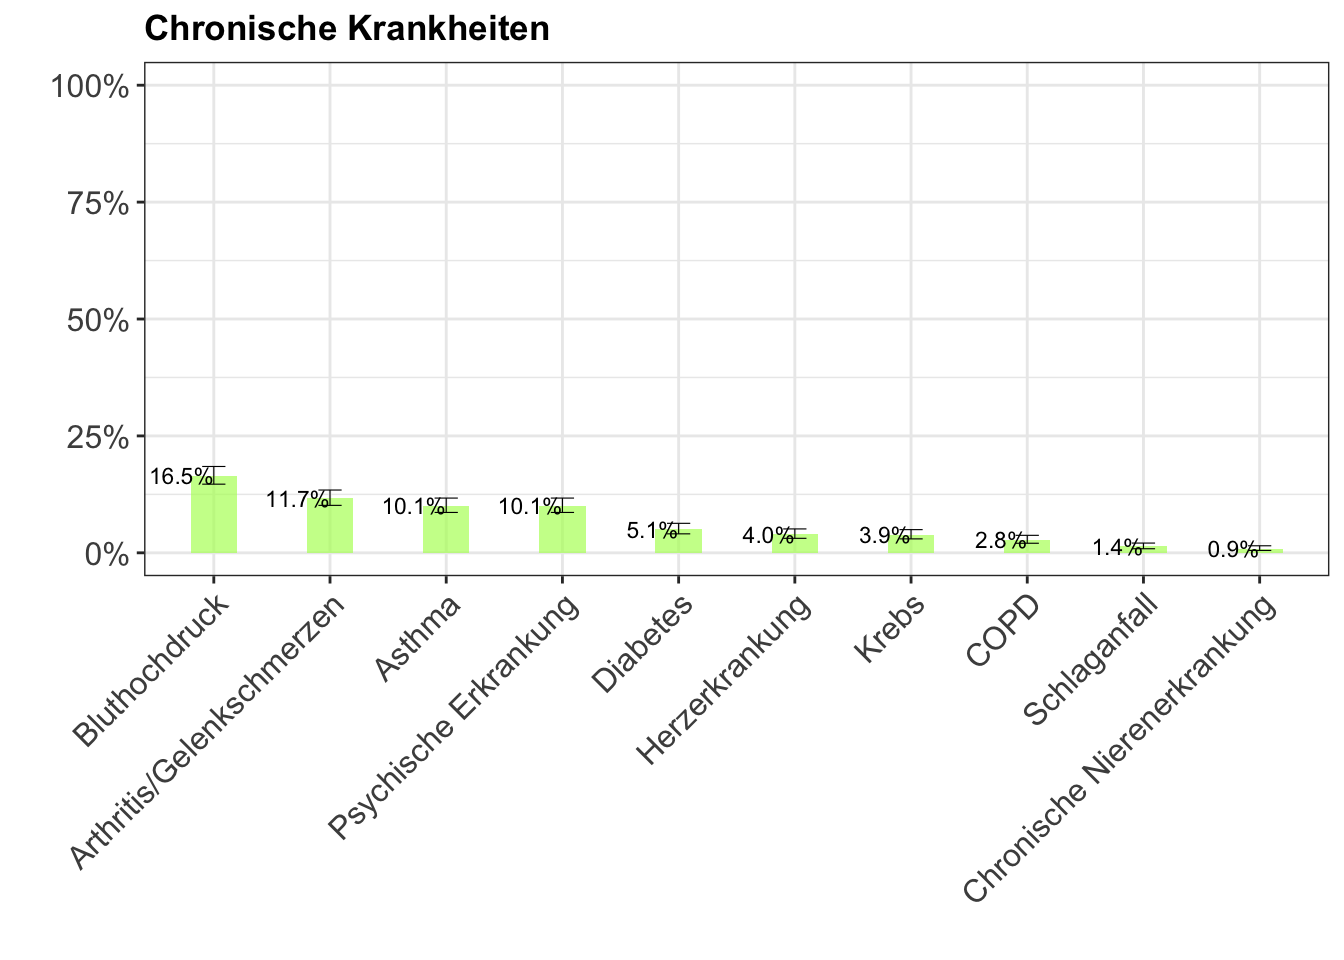 Chronische Krankheiten
100%
75%
50%
25%
0%
16.5%
11.7%
10.1%
10.1%
5.1%
4.0%
3.9%
2.8%
1.4%
0.9%
Bluthochdruck
Arthritis/Gelenkschmerzen
Asthma
Psychische Erkrankung
Diabetes
Herzerkrankung
Krebs
COPD
Schlaganfall
Chronische Nierenerkrankung